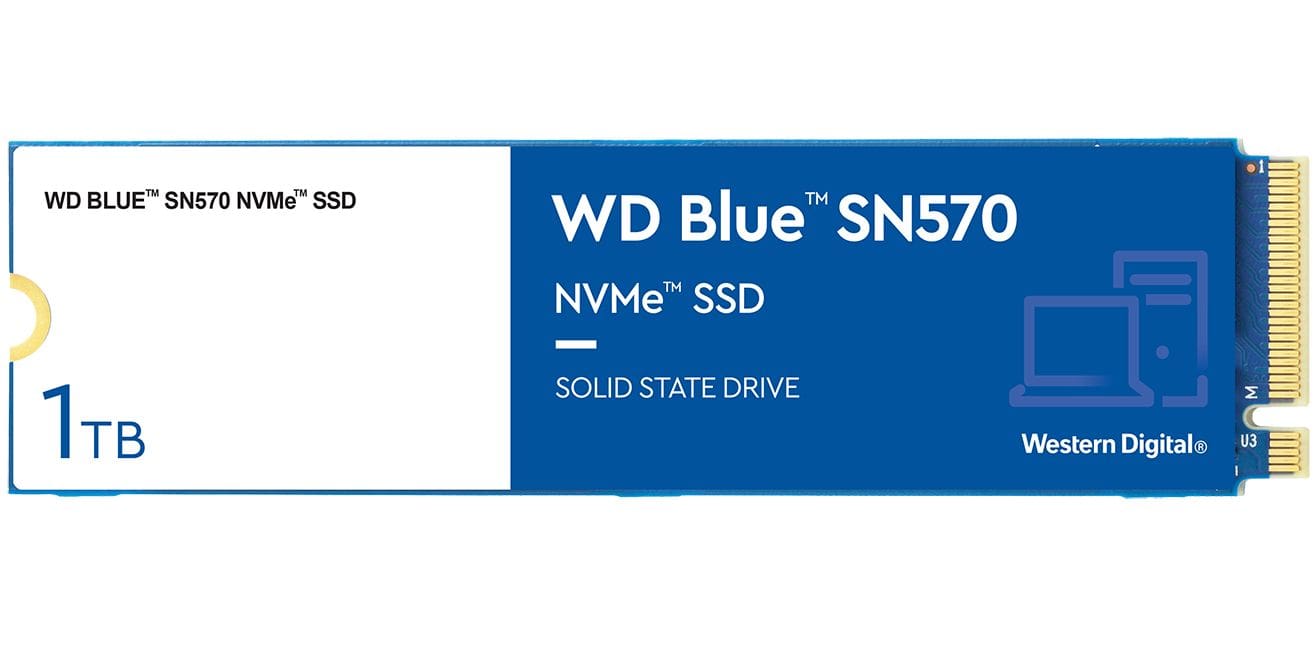 WD BLUE™ SN570 NVMe™ SSD
1TB
WD Blue™ SN570
NVMe™ SSD
SOLID STATE DRIVE
Western Digital®
1
M
U3